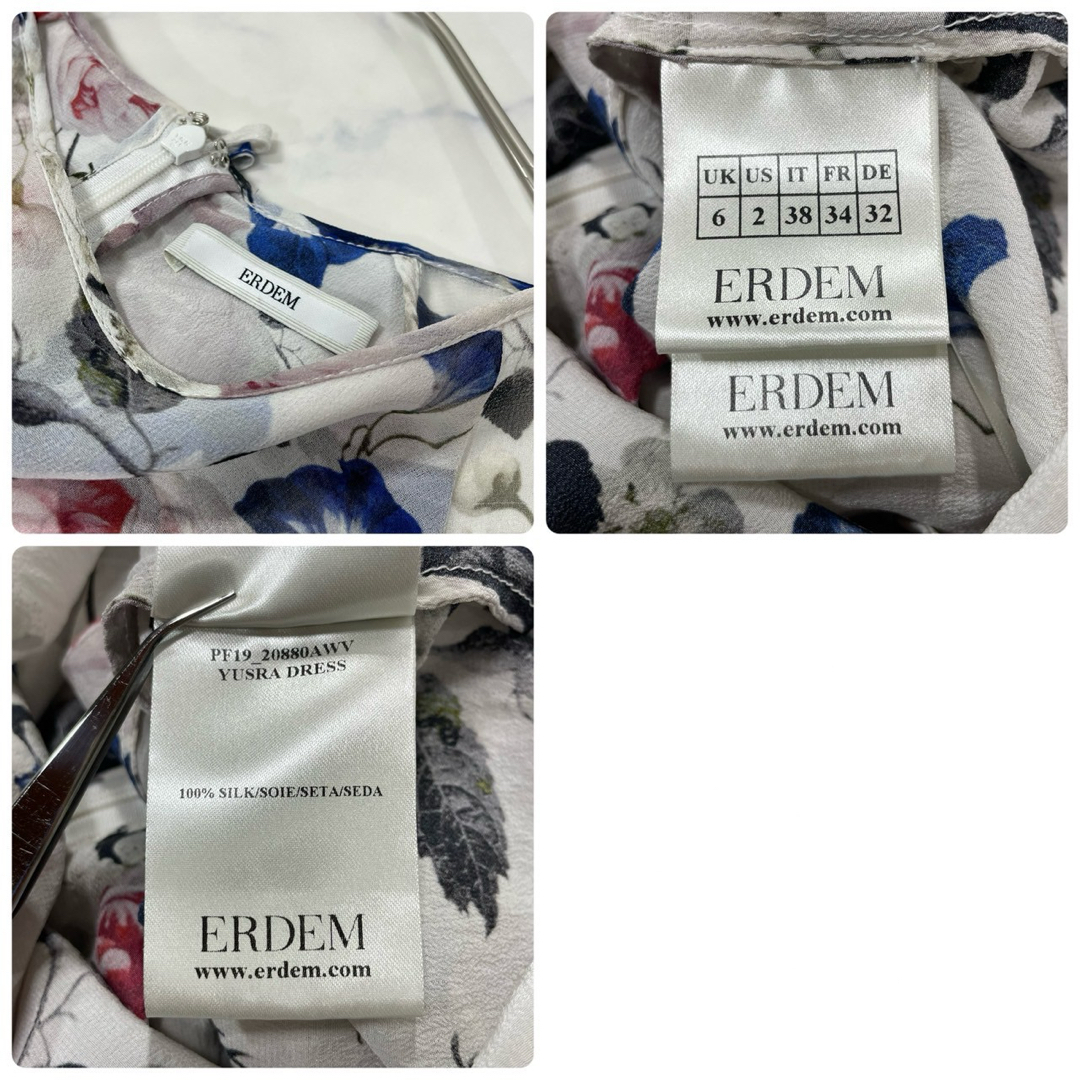 ERDEM
UK US IT FR DE
6 2 38 34 32
ERDEM
www.erdem.com
ERDEM
www.erdem.com
PF19_20880AWV
YUSRA DRESS
100% SILK/SOIE/SETA/SEDA
ERDEM
www.erdem.com